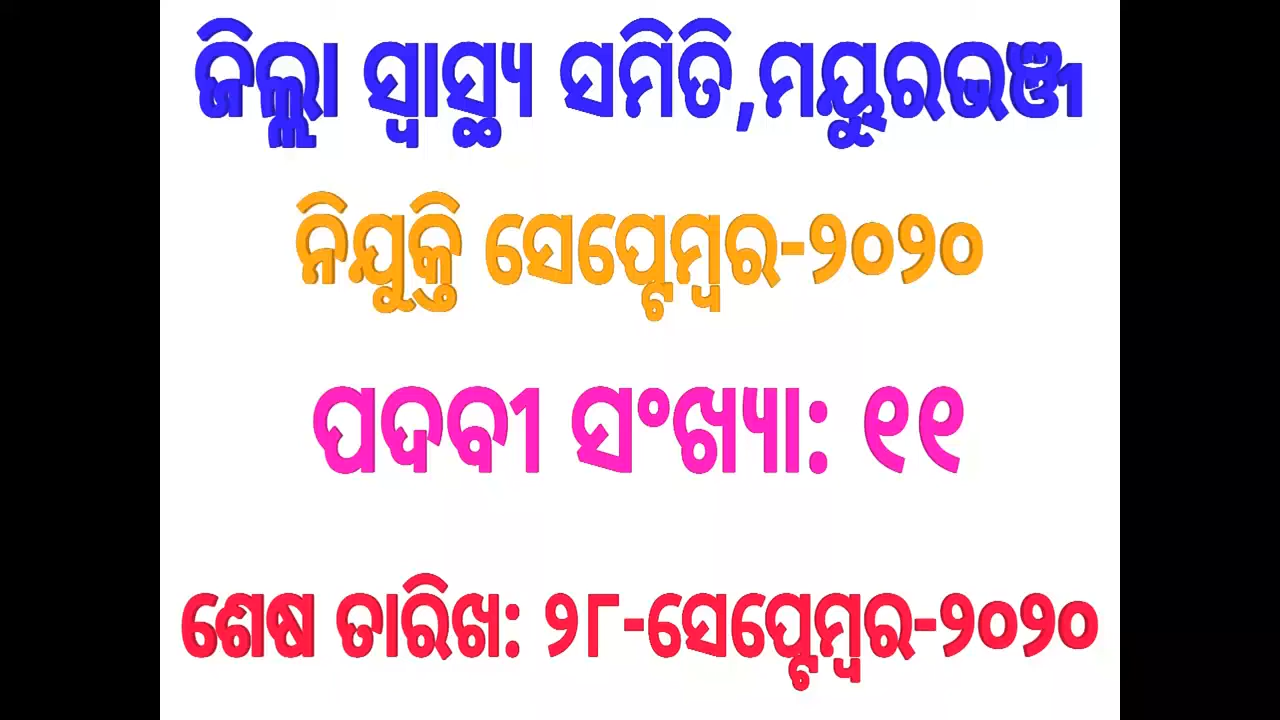 ଜିଲ୍ଲା ସ୍ୱାସ୍ଥ୍ୟ ସମିତି,ମୟୁରଭଞ୍ଜ
ନିଯୁକ୍ତି ସେପ୍ଟେମ୍ବର-୨୦୨୦
ପଦବୀ ସଂଖ୍ୟା: ୧୧
ଶେଷ ତାରିଖ: ୨୮-ସେପ୍ଟେମ୍ବର-୨୦୨୦